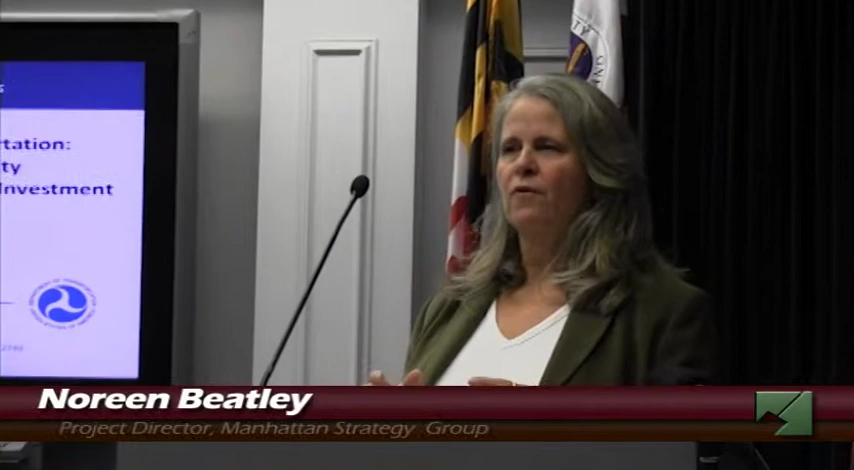 rtation:
ty
Investment
Noreen Beatley
Project Director, Manhattan Strategy Group